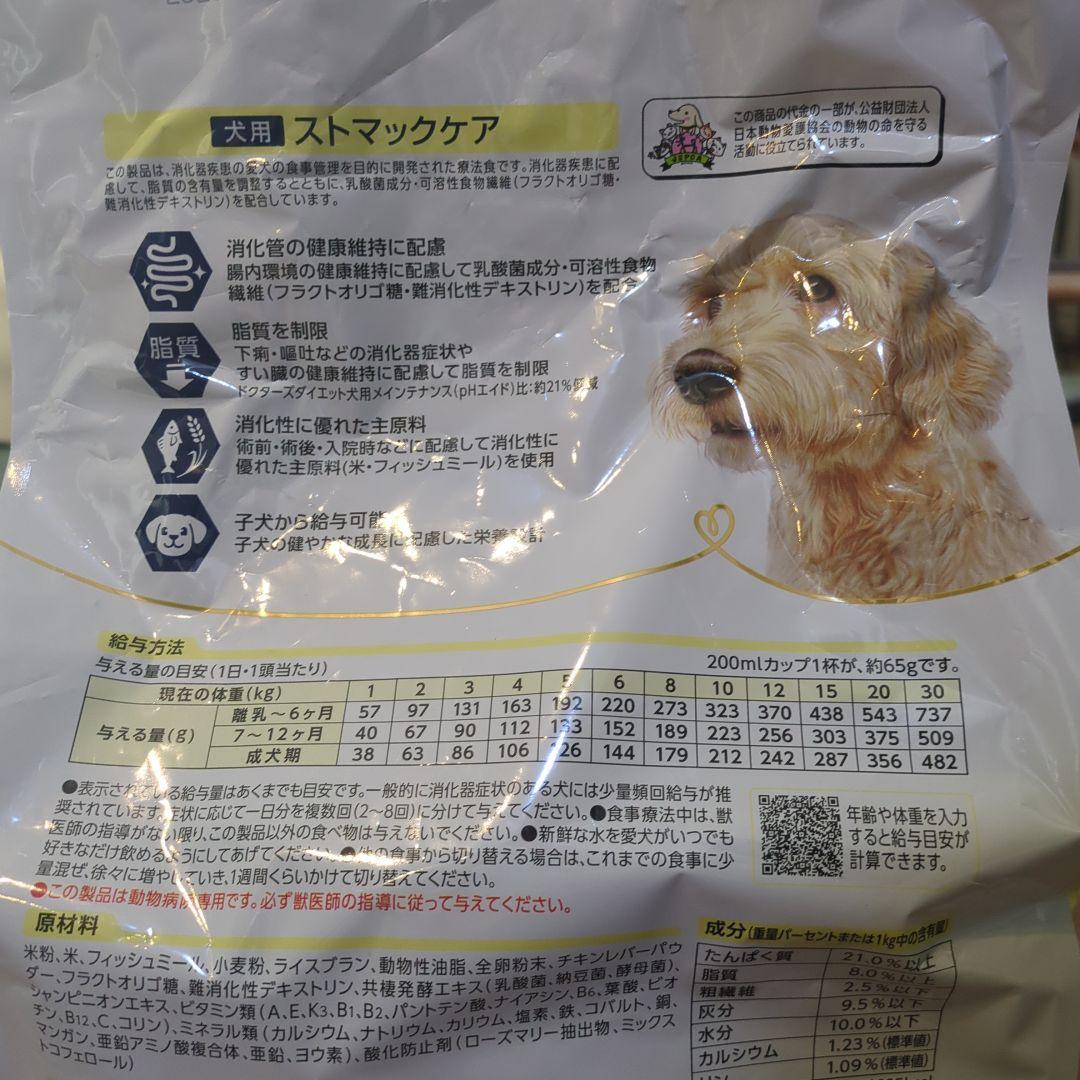 犬用 ストマックケア
この製品は、消化器疾患の愛犬の食事管理を目的に開発された療法食です。消化器疾患に配
慮して、脂質の含有量を調整するとともに、乳酸菌成分・可溶性食物繊維(フラクトオリゴ糖・
難消化性デキストリン)を配合しています。
この商品の代金の一部が、公益財団法人
日本動物愛護協会の動物の命を守る
活動に役立てられています。
JSPCA
消化管の健康維持に配慮
腸内環境の健康維持に配慮して乳酸菌成分・可溶性食物
繊維(フラクトオリゴ糖・難消化性デキストリン)を配合
脂質
脂質を制限
下痢・嘔吐などの消化器症状や
すい臓の健康維持に配慮して脂質を制限
ドクターズダイエット犬用メインテナンス(pHエイド)比:約21%低減
消化性に優れた主原料
術前・術後・入院時などに配慮して消化性に
優れた主原料(米・フィッシュミール)を使用
子犬から給与可能
子犬の健やかな成長に配慮した栄養設計
給与方法
与える量の目安(1日・1頭当たり)
200mlカップ1杯が、約65gです。
現在の体重(kg) 1 2 3 4 5 6 8 10 12 15 20 30
与える量(g)
離乳~6ヶ月 57 97 131 163 192 220 273 323 370 438 543 737
7~12ヶ月 40 67 90 112 133 152 189 223 256 303 375 509
成犬期 38 63 86 106 126 144 179 212 242 287 356 482
●表示されている給与量はあくまでも目安です。一般的に消化器症状のある犬には少量頻回給与が推
奨されています。症状に応じて一日分を複数回(2~8回)に分けて与えてください。●食事療法中は、獣
医師の指導がない限り、この製品以外の食べ物は与えないでください。●新鮮な水を愛犬がいつでも
好きなだけ飲めるようにしてあげてください。●他の食事から切り替える場合は、これまでの食事に少
量混ぜ、徐々に増やしていき、1週間くらいかけて切り替えてください。
●この製品は動物病院専用です。必ず獣医師の指導に従って与えてください。
年齢や体重を入力
すると給与目安が
計算できます。
原材料
米粉、米、フィッシュミール、小麦粉、ライスブラン、動物性油脂、全卵粉末、チキンレバーパウ
ダー、フラクトオリゴ糖、難消化性デキストリン、共棲発酵エキス(乳酸菌、納豆菌、酵母菌)、
シャンピニオンエキス、ビタミン類(A、E、K3、B1、B2、パントテン酸、ナイアシン、B6、葉酸、ビオ
チン、B12、C、コリン)、ミネラル類(カルシウム、ナトリウム、カリウム、塩素、鉄、コバルト、銅、
マンガン、亜鉛アミノ酸複合体、亜鉛、ヨウ素)、酸化防止剤(ローズマリー抽出物、ミックス
トコフェロール)
成分(重量パーセントまたは1kg中の含有量)
たんぱく質 21.0%以上
脂質 8.0%以上
粗繊維 2.5%以下
灰分 9.5%以下
水分 10.0%以下
カルシウム 1.23%(標準値)
リン 1.09%(標準値)